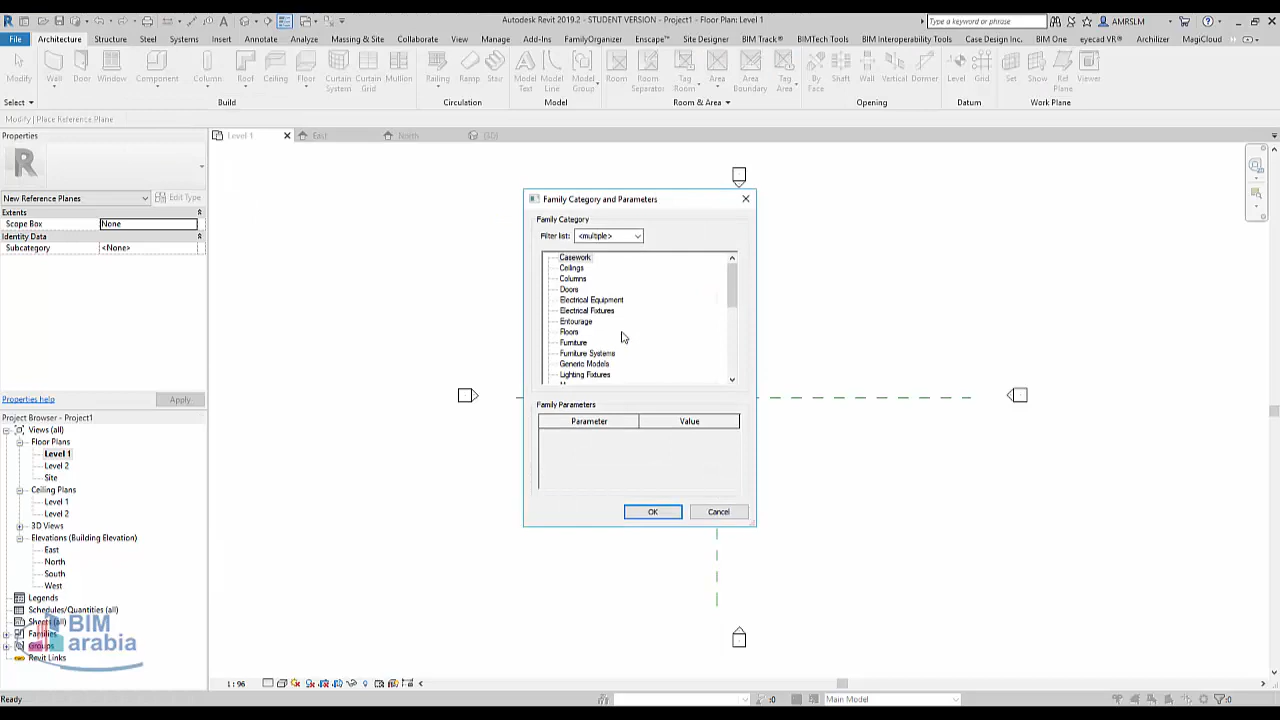 Autodesk Revit 2019.2 - STUDENT VERSION - Project1 - Floor Plan: Level 1
Type a keyword or phrase
AMRSLM
File Architecture Structure Steel Systems Insert Annotate Analyze Massing & Site Collaborate View Manage Add-Ins FamilyOrganizer Enscape™ Site Designer BIM Track® BIMTech Tools BIM Interoperability Tools Case Design Inc. BIM One eyecad VR® Archilizer MagiCloud
Modify Wall Door Window Component Column Roof Ceiling Floor Curtain System Curtain Grid Mullion Railing Ramp Stair Model Text Model Line Model Group Room Room Separator Tag Room Area Area Boundary Tag Area By Face Shaft Wall Vertical Dormer Level Grid Set Show Ref Plane Viewer
Select Build Circulation Model Room & Area Opening Datum Work Plane
Modify | Place Reference Plane
Properties
Level 1
East
North
{3D}
R
New Reference Planes
Edit Type
Extents
Scope Box None
Identity Data
Subcategory <None>
Properties help
Apply
Project Browser - Project1
Views (all)
Floor Plans
Level 1
Level 2
Site
Ceiling Plans
Level 1
Level 2
3D Views
Elevations (Building Elevation)
East
North
South
West
Legends
Schedules/Quantities (all)
Sheets (all)
Families
Groups
Revit Links
BIM
arabia
Family Category and Parameters
Family Category
Filter list: <multiple>
Casework
Ceilings
Columns
Doors
Electrical Equipment
Electrical Fixtures
Entourage
Floors
Furniture
Furniture Systems
Generic Models
Lighting Fixtures
Family Parameters
Parameter Value
OK Cancel
1 : 96
Ready
:0
Main Model
:0